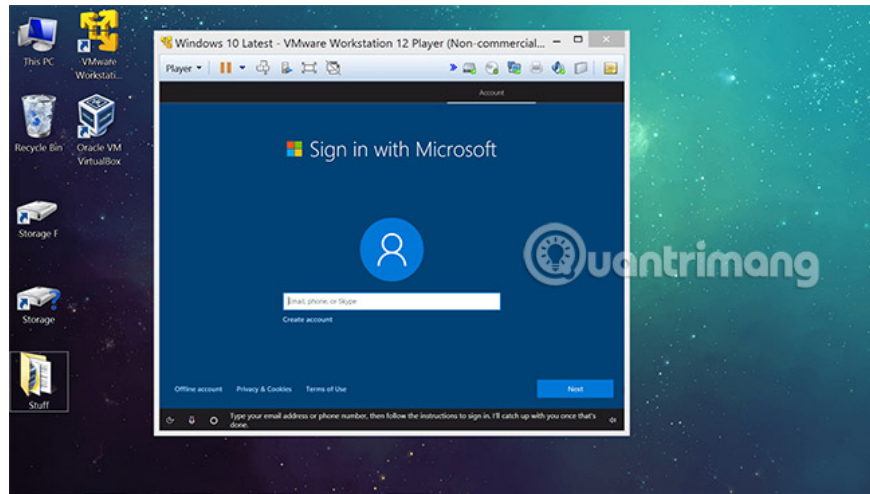 This PC
VMware
Workstati...
Recycle Bin
Oracle VM
VirtualBox
Storage F
Storage
Stuff
Windows 10 Latest - VMware Workstation 12 Player (Non-commercial...
Player
Account
Sign in with Microsoft
Email, phone, or Skype
Create account
Offline account Privacy & Cookies Terms of Use
Next
Type your email address or phone number, then follow the instructions to sign in. I'll catch up with you once that's
done.
Quantrimang